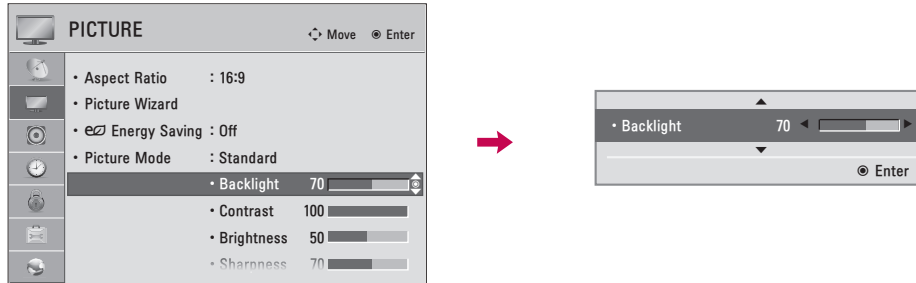 PICTURE
Move Enter
• Aspect Ratio : 16:9
• Picture Wizard
• Energy Saving : Off
• Picture Mode : Standard
• Backlight 70
• Contrast 100
• Brightness 50
• Sharpness 70
• Backlight 70
Enter